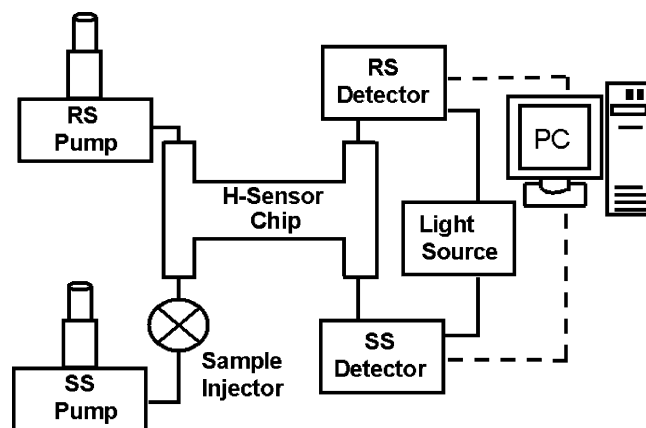 RS
Pump
RS
Detector
PC
H-Sensor
Chip
Light
Source
SS
Detector
Sample
Injector
SS
Pump